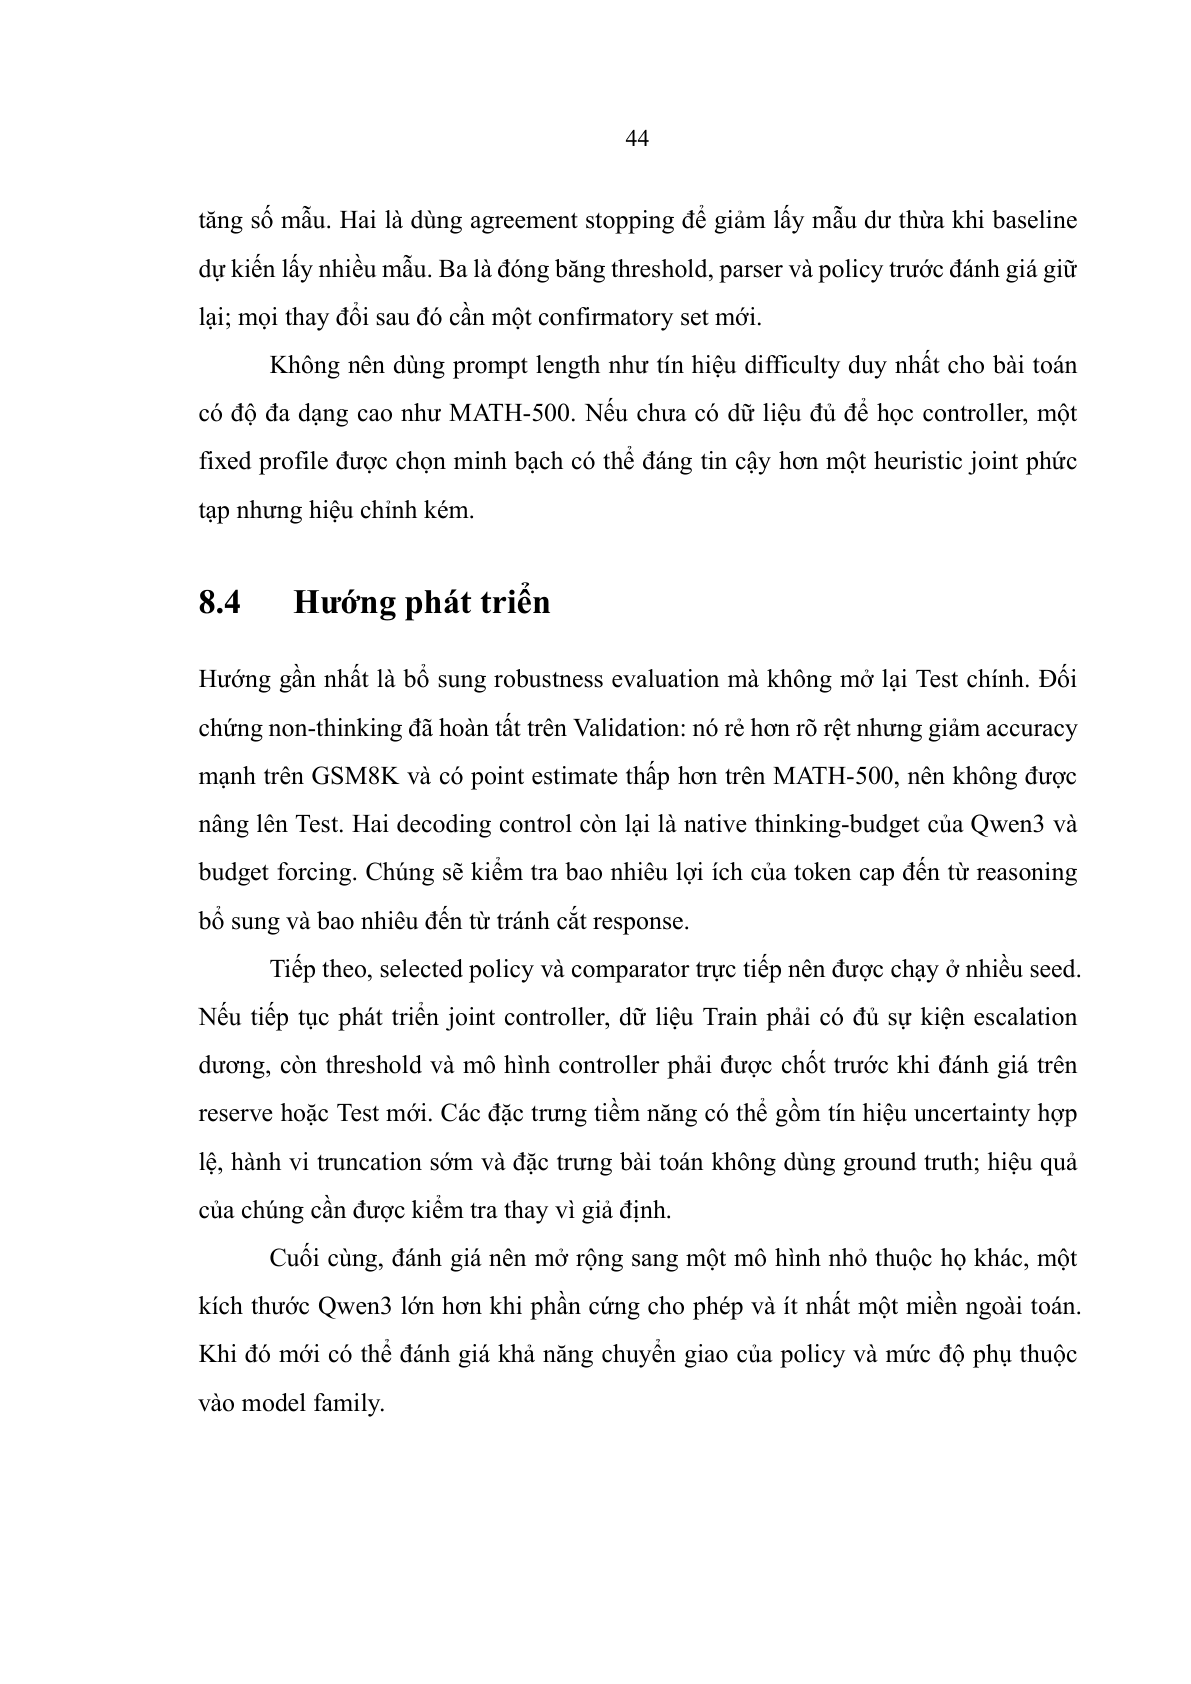 44
tăng số mẫu. Hai là dùng agreement stopping để giảm lấy mẫu dư thừa khi baseline
dự kiến lấy nhiều mẫu. Ba là đóng băng threshold, parser và policy trước đánh giá giữ
lại; mọi thay đổi sau đó cần một confirmatory set mới.
Không nên dùng prompt length như tín hiệu difficulty duy nhất cho bài toán
có độ đa dạng cao như MATH-500. Nếu chưa có dữ liệu đủ để học controller, một
fixed profile được chọn minh bạch có thể đáng tin cậy hơn một heuristic joint phức
tạp nhưng hiệu chỉnh kém.
8.4 Hướng phát triển
Hướng gần nhất là bổ sung robustness evaluation mà không mở lại Test chính. Đối
chứng non-thinking đã hoàn tất trên Validation: nó rẻ hơn rõ rệt nhưng giảm accuracy
mạnh trên GSM8K và có point estimate thấp hơn trên MATH-500, nên không được
nâng lên Test. Hai decoding control còn lại là native thinking-budget của Qwen3 và
budget forcing. Chúng sẽ kiểm tra bao nhiêu lợi ích của token cap đến từ reasoning
bổ sung và bao nhiêu đến từ tránh cắt response.
Tiếp theo, selected policy và comparator trực tiếp nên được chạy ở nhiều seed.
Nếu tiếp tục phát triển joint controller, dữ liệu Train phải có đủ sự kiện escalation
dương, còn threshold và mô hình controller phải được chốt trước khi đánh giá trên
reserve hoặc Test mới. Các đặc trưng tiềm năng có thể gồm tín hiệu uncertainty hợp
lệ, hành vi truncation sớm và đặc trưng bài toán không dùng ground truth; hiệu quả
của chúng cần được kiểm tra thay vì giả định.
Cuối cùng, đánh giá nên mở rộng sang một mô hình nhỏ thuộc họ khác, một
kích thước Qwen3 lớn hơn khi phần cứng cho phép và ít nhất một miền ngoài toán.
Khi đó mới có thể đánh giá khả năng chuyển giao của policy và mức độ phụ thuộc
vào model family.